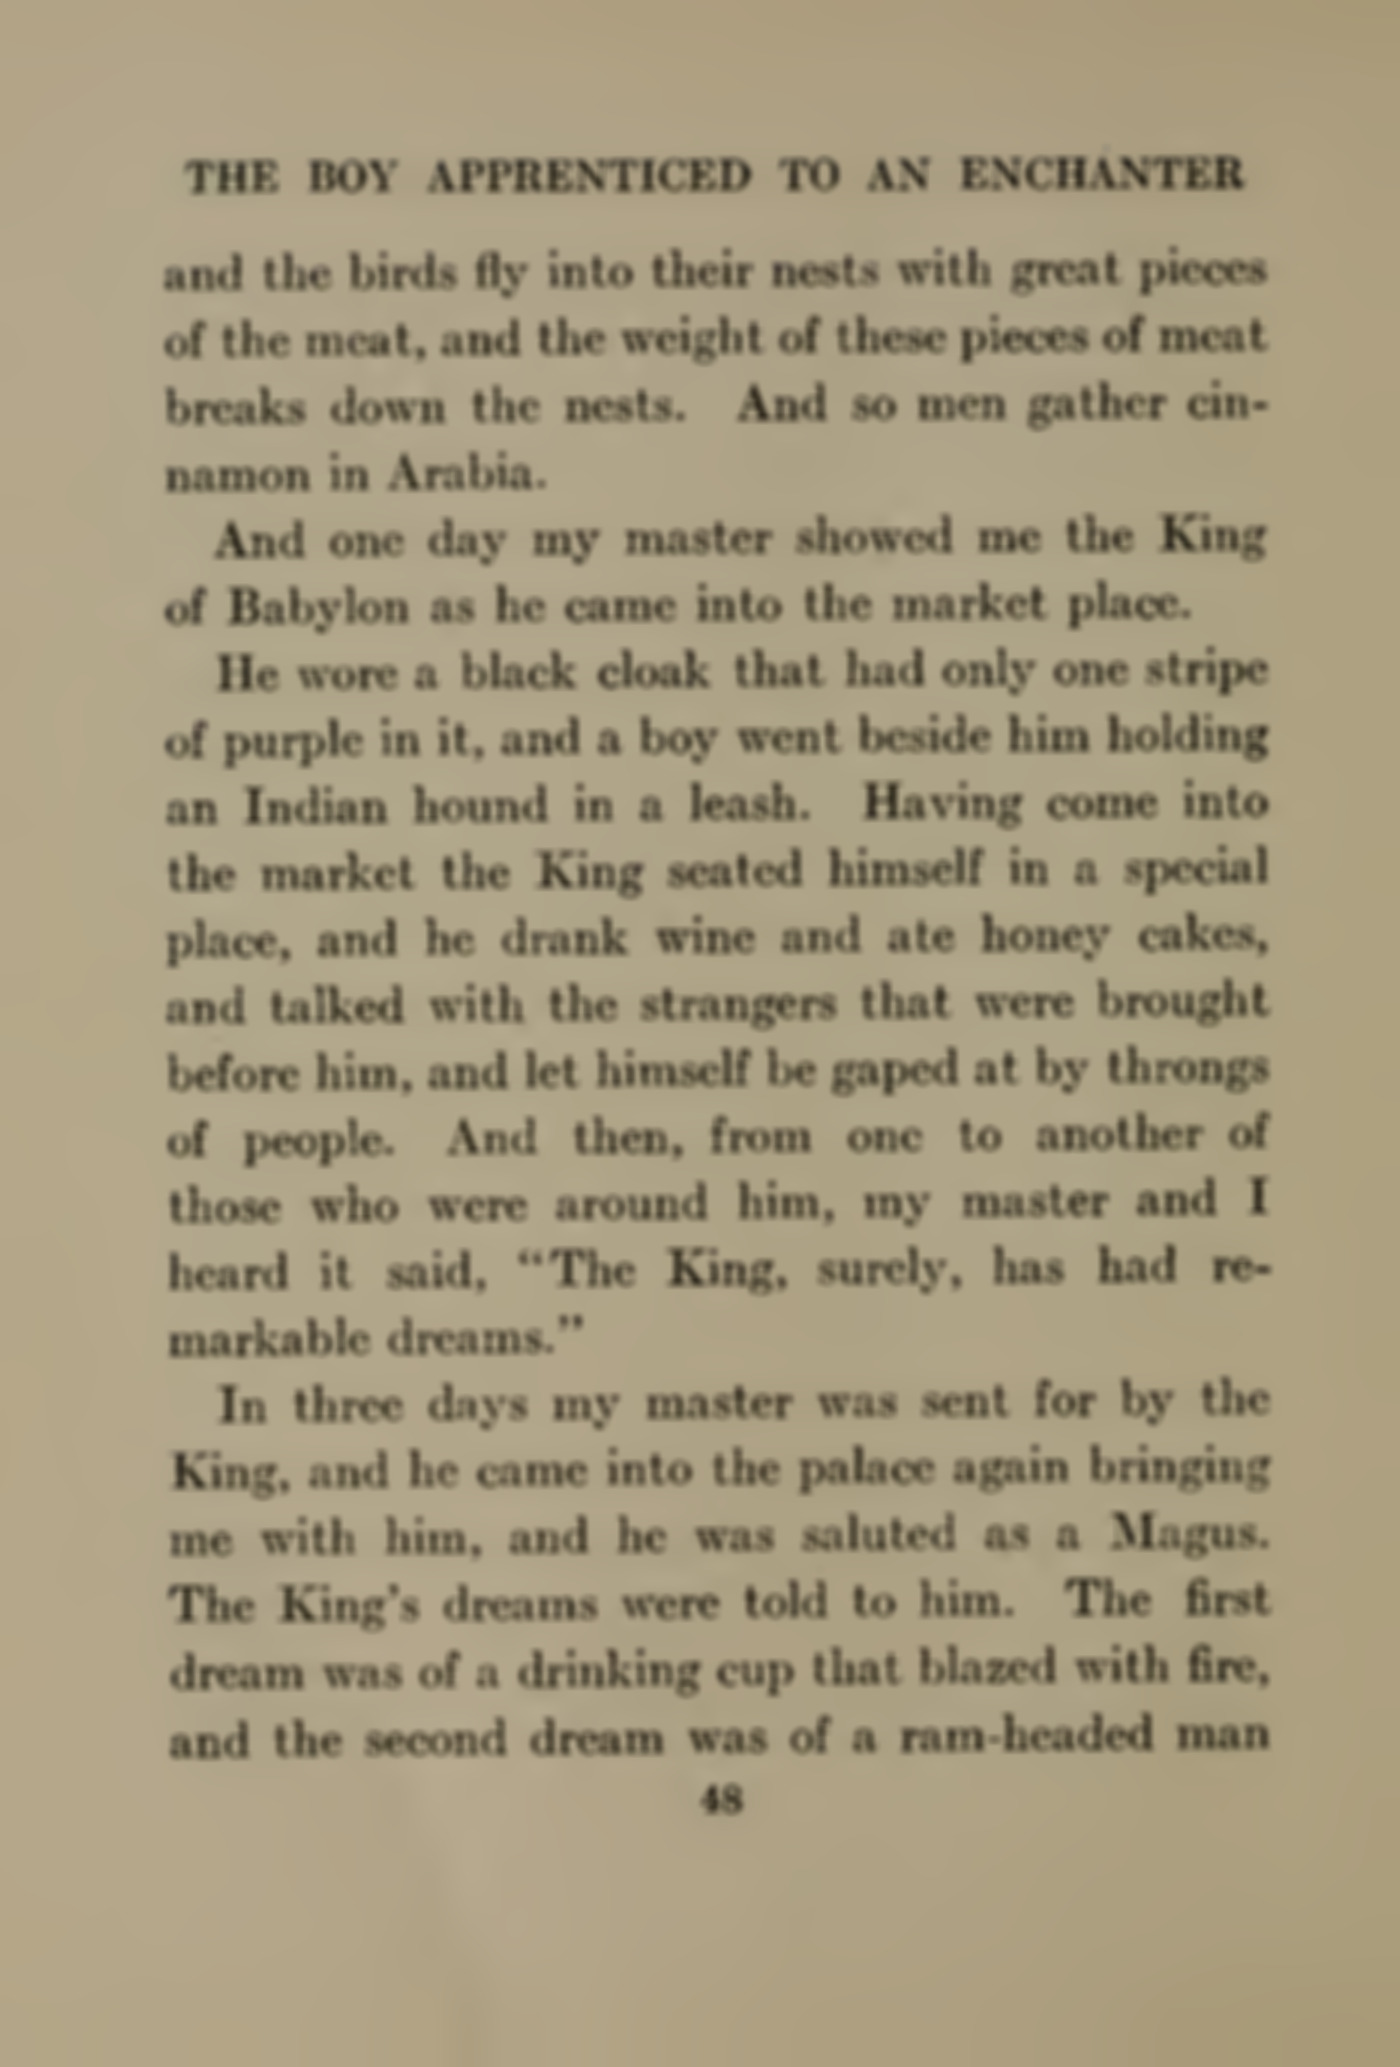 THE BOY APPRENTICED TO AN ENCHANTER
and the birds fly into their nests with great pieces
of the meat, and the weight of these pieces of meat
breaks down the nests. And so men gather cin-
namon in Arabia.
And one day my master showed me the King
of Babylon as he came into the market place.
He wore a black cloak that had only one stripe
of purple in it, and a boy went beside him holding
an Indian hound in a leash. Having come into
the market the King seated himself in a special
place, and he drank wine and ate honey cakes,
and talked with the strangers that were brought
before him, and let himself be gaped at by throngs
of people. And then, from one to another of
those who were around him, my master and I
heard it said, “The King, surely, has had re-
markable dreams.”
In three days my master was sent for by the
King, and he came into the palace again bringing
me with him, and he was saluted as a Magus.
The King’s dreams were told to him. The first
dream was of a drinking cup that blazed with fire,
and the second dream was of a ram-headed man
48